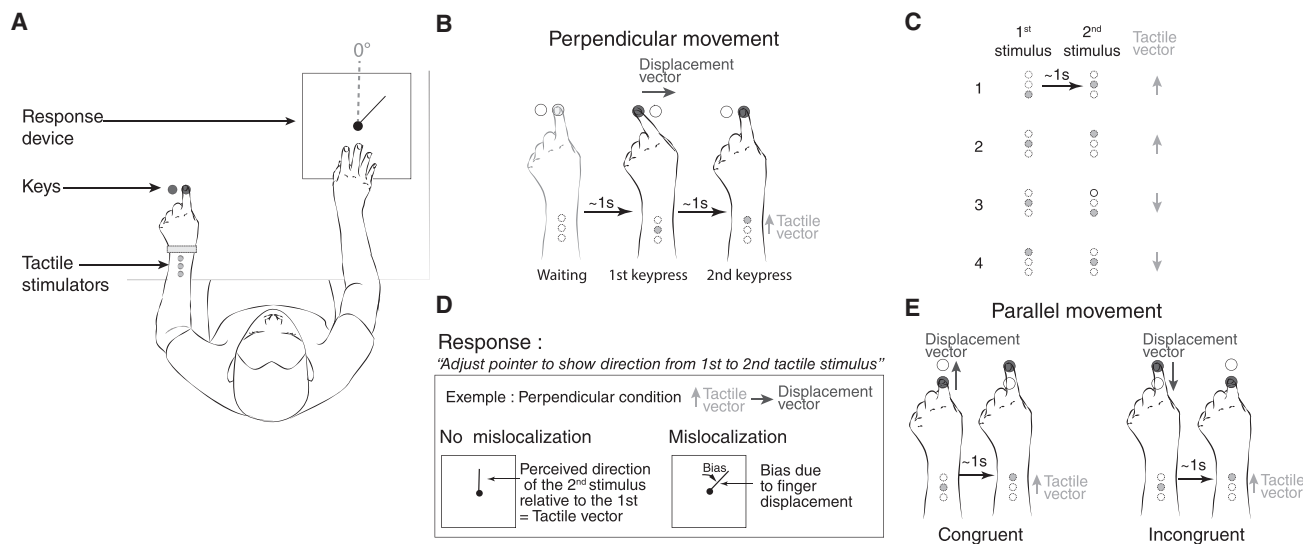 A
0°
Response
device
Keys
Tactile
stimulators
B
Perpendicular movement
Displacement
vector
~1s
~1s
Tactile
vector
Waiting
1st keypress
2nd keypress
C
1st
stimulus
2nd
stimulus
Tactile
vector
1
~1s
2
3
4
D
Response :
“Adjust pointer to show direction from 1st to 2nd tactile stimulus”
Exemple : Perpendicular condition
Tactile
vector
Displacement
vector
No mislocalization
Perceived direction
of the 2nd stimulus
relative to the 1st
= Tactile vector
Mislocalization
Bias
Bias due
to finger
displacement
E
Parallel movement
Displacement
vector
~1s
Tactile
vector
Congruent
Displacement
vector
~1s
Tactile
vector
Incongruent